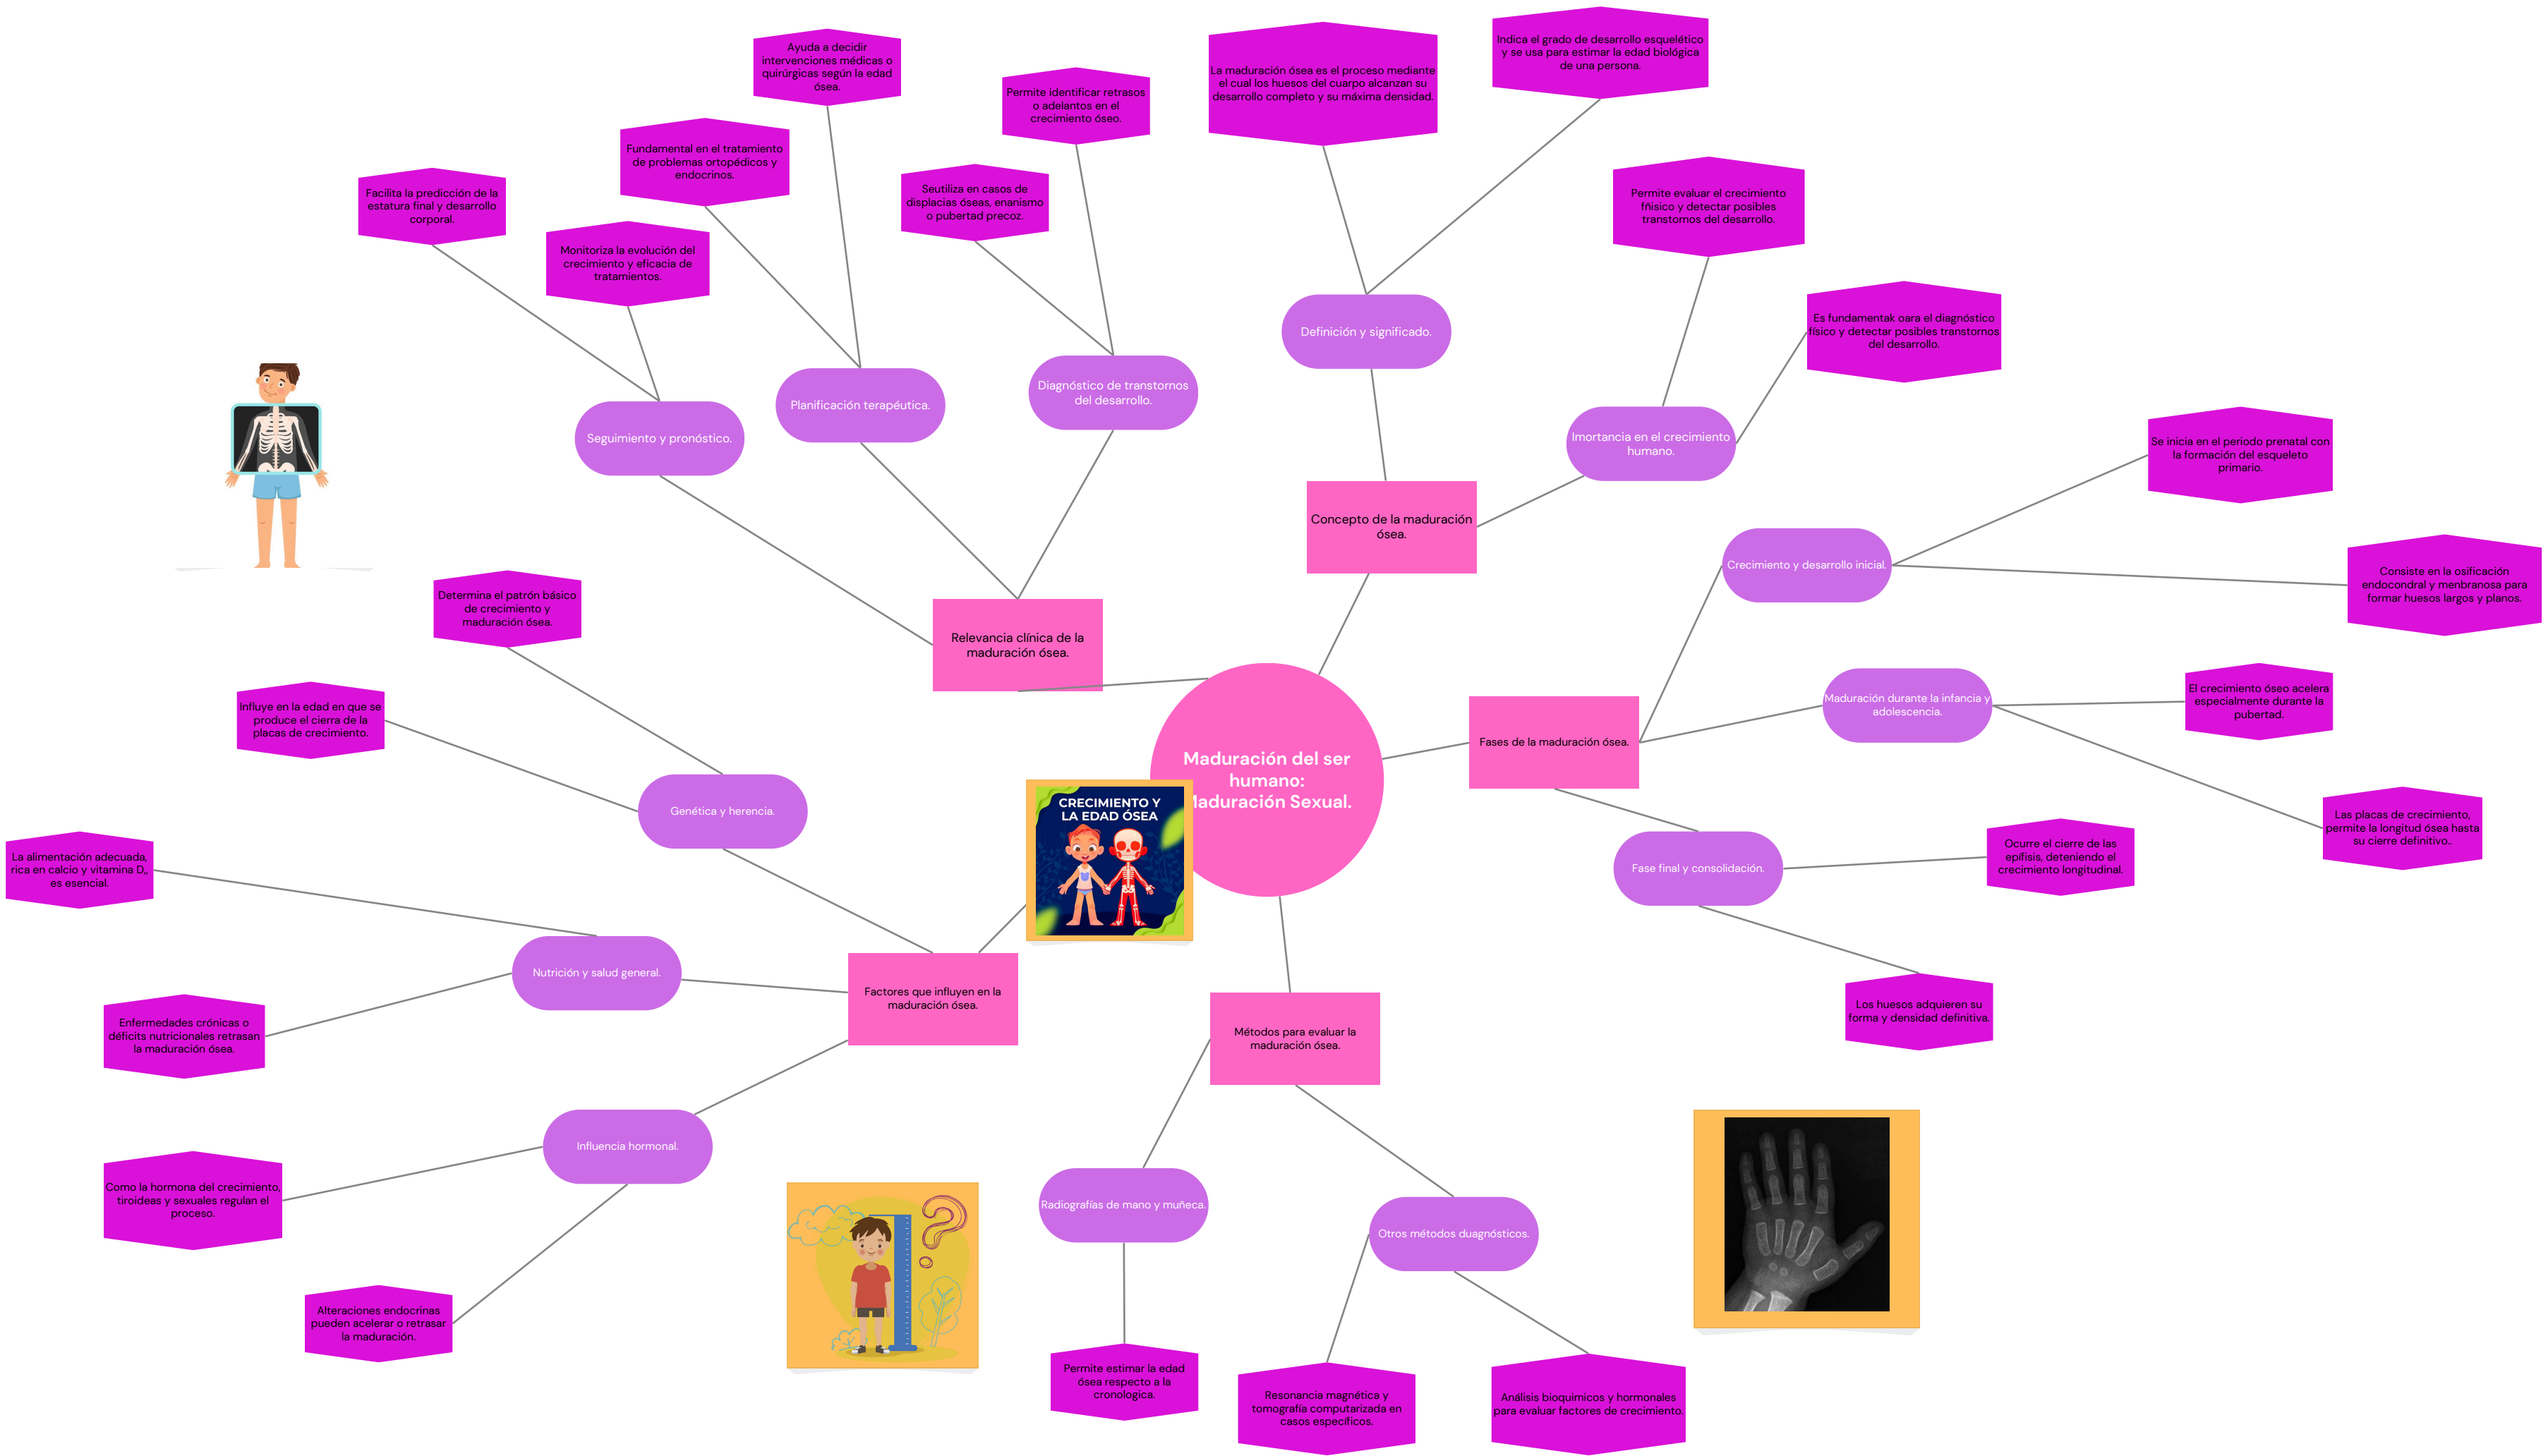 Maduración del ser
humano:
Maduración Sexual.
CRECIMIENTO Y
LA EDAD ÓSEA
Concepto de la maduración
ósea.
Definición y significado.
La maduración ósea es el proceso mediante
el cual los huesos del cuarpo alcanzan su
desarrollo completo y su máxima densidad.
Indica el grado de desarrollo esquelético
y se usa para estimar la edad biológica
de una persona.
Imortancia en el crecimiento
humano.
Permite evaluar el crecimiento
fñisico y detectar posibles
transtornos del desarrollo.
Es fundamentak oara el diagnóstico
físico y detectar posibles transtornos
del desarrollo.
Fases de la maduración ósea.
Crecimiento y desarrollo inicial.
Se inicia en el periodo prenatal con
la formación del esqueleto
primario.
Consiste en la osificación
endocondral y menbranosa para
formar huesos largos y planos.
Maduración durante la infancia y
adolescencia.
El crecimiento óseo acelera
especialmente durante la
pubertad.
Las placas de crecimiento,
permite la longitud ósea hasta
su cierre definitivo..
Fase final y consolidación.
Ocurre el cierre de las
epífisis, deteniendo el
crecimiento longitudinal.
Los huesos adquieren su
forma y densidad definitiva.
Métodos para evaluar la
maduración ósea.
Radiografías de mano y muñeca.
Permite estimar la edad
ósea respecto a la
cronologica.
Otros métodos duagnósticos.
Resonancia magnética y
tomografía computarizada en
casos específicos.
Análisis bioquimicos y hormonales
para evaluar factores de crecimiento.
Factores que influyen en la
maduración ósea.
Genética y herencia.
Determina el patrón básico
de crecimiento y
maduración ósea.
Influye en la edad en que se
produce el cierra de la
placas de crecimiento.
Nutrición y salud general.
La alimentación adecuada,
rica en calcio y vitamina D,,
es esencial.
Enfermedades crónicas o
déficits nutricionales retrasan
la maduración ósea.
Influencia hormonal.
Como la hormona del crecimiento,
tiroideas y sexuales regulan el
proceso.
Alteraciones endocrinas
pueden acelerar o retrasar
la maduración.
Relevancia clínica de la
maduración ósea.
Seguimiento y pronóstico.
Facilita la predicción de la
estatura final y desarrollo
corporal.
Monitoriza la evolución del
crecimiento y eficacia de
tratamientos.
Planificación terapéutica.
Fundamental en el tratamiento
de problemas ortopédicos y
endocrinos.
Ayuda a decidir
intervenciones médicas o
quirúrgicas según la edad
ósea.
Diagnóstico de transtornos
del desarrollo.
Seutiliza en casos de
displacias óseas, enanismo
o pubertad precoz.
Permite identificar retrasos
o adelantos en el
crecimiento óseo.